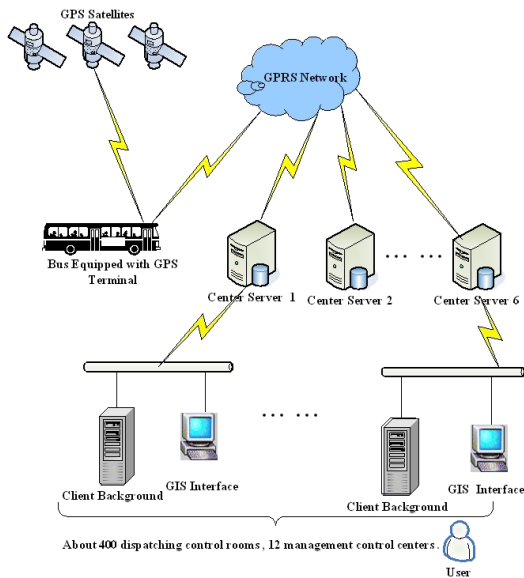 GPS Satellites
GPRS Network
Bus Equipped with GPS
Terminal
Center Server 1
Center Server 2
Center Server 6
Client Background
GIS Interface
Client Background
GIS Interface
About 400 dispatching control rooms , 12 management control centers .
User